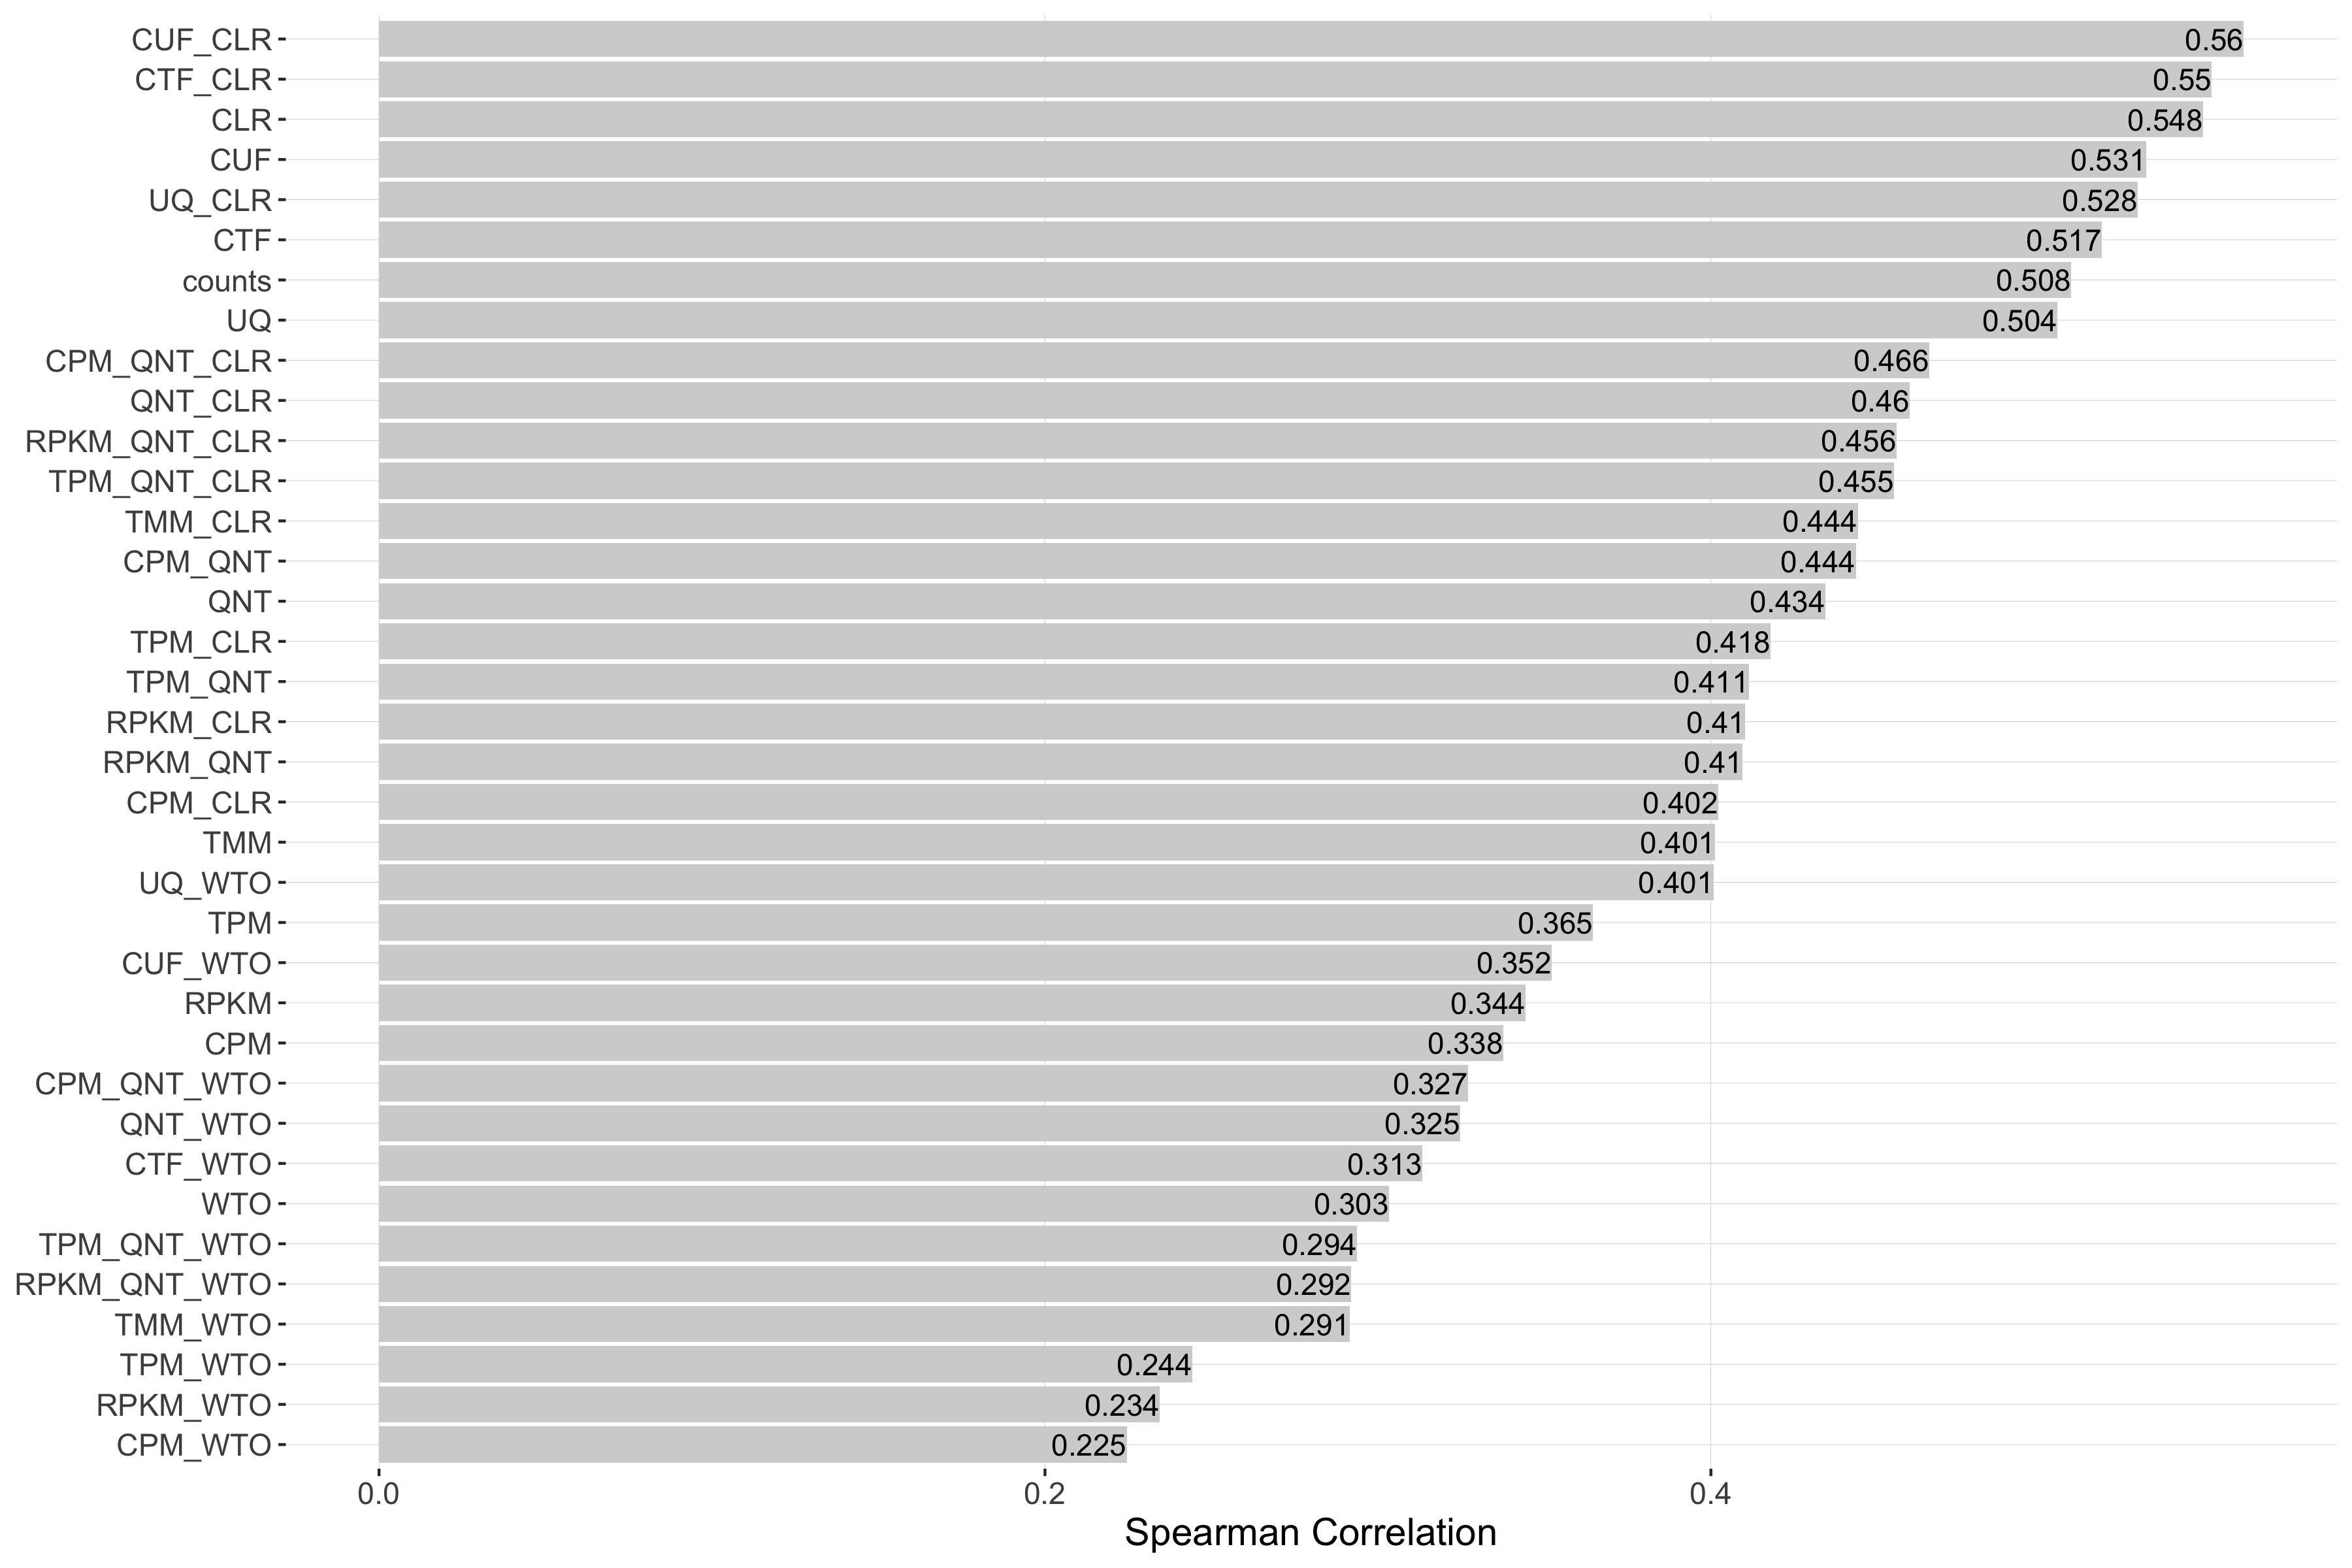 CUF_CLR 0.56
CTF_CLR 0.55
CLR 0.548
CUF 0.531
UQ_CLR 0.528
CTF 0.517
counts 0.508
UQ 0.504
CPM_QNT_CLR 0.466
QNT_CLR 0.46
RPKM_QNT_CLR 0.456
TPM_QNT_CLR 0.455
TMM_CLR 0.444
CPM_QNT 0.444
QNT 0.434
TPM_CLR 0.418
TPM_QNT 0.411
RPKM_CLR 0.41
RPKM_QNT 0.41
CPM_CLR 0.402
TMM 0.401
UQ_WTO 0.401
TPM 0.365
CUF_WTO 0.352
RPKM 0.344
CPM 0.338
CPM_QNT_WTO 0.327
QNT_WTO 0.325
CTF_WTO 0.313
WTO 0.303
TPM_QNT_WTO 0.294
RPKM_QNT_WTO 0.292
TMM_WTO 0.291
TPM_WTO 0.244
RPKM_WTO 0.234
CPM_WTO 0.225
0.0 0.2 0.4
Spearman Correlation